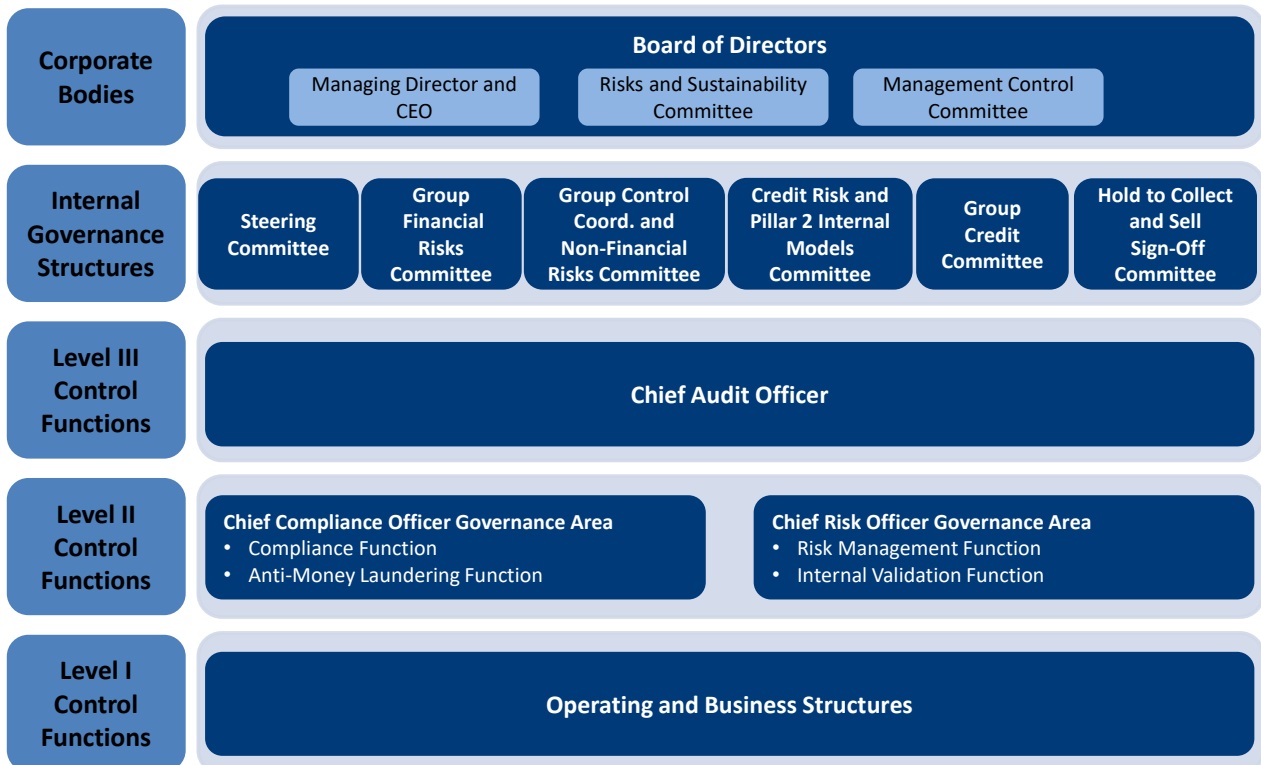 Corporate
Bodies
Board of Directors
Managing Director and
CEO
Risks and Sustainability
Committee
Management Control
Committee
Internal
Governance
Structures
Steering
Committee
Group
Financial
Risks
Committee
Group Control
Coord. and
Non-Financial
Risks Committee
Credit Risk and
Pillar 2 Internal
Models
Committee
Group
Credit
Committee
Hold to Collect
and Sell
Sign-Off
Committee
Level III
Control
Functions
Chief Audit Officer
Level II
Control
Functions
Chief Compliance Officer Governance Area
• Compliance Function
• Anti-Money Laundering Function
Chief Risk Officer Governance Area
• Risk Management Function
• Internal Validation Function
Level I
Control
Functions
Operating and Business Structures